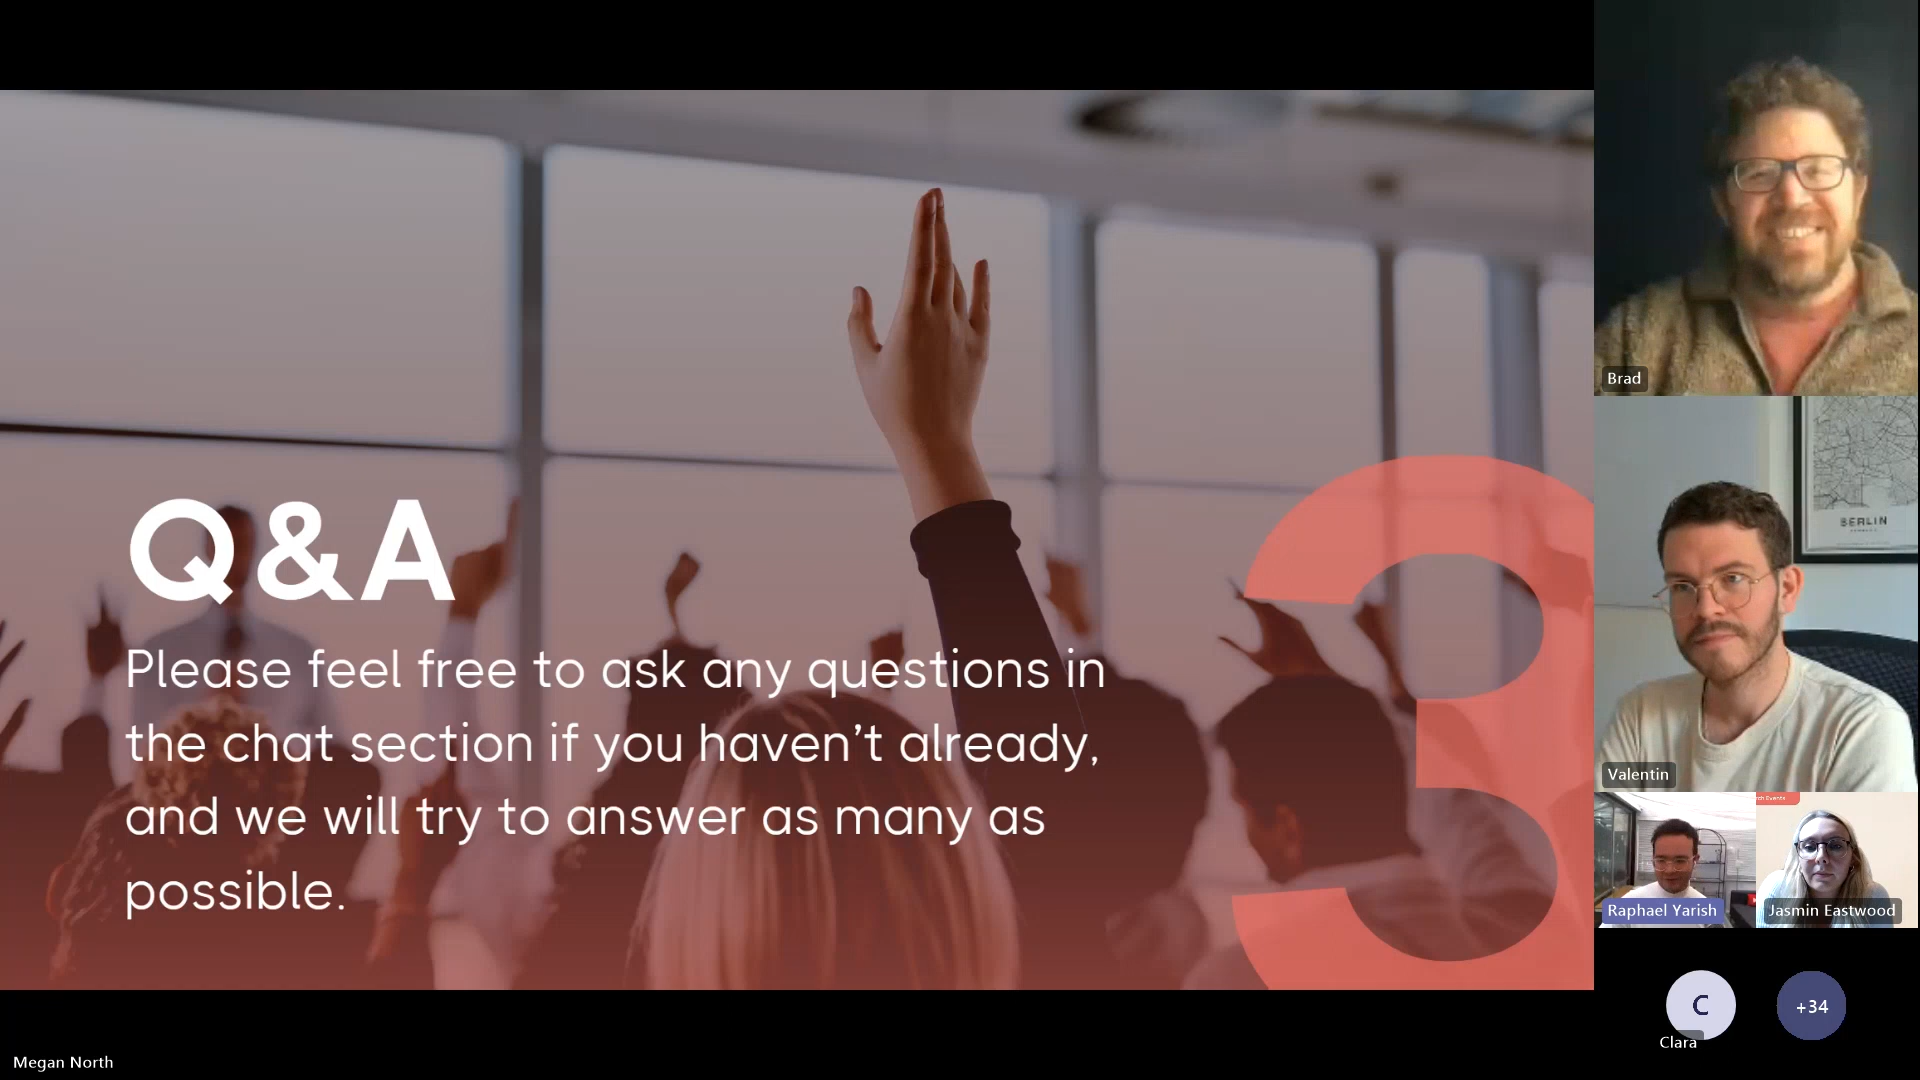 Q&A
Please feel free to ask any questions in
the chat section if you haven't already,
and we will try to answer as many as
possible.
3
Brad
BERLIN
Valentin
Raphael Yarish
Jasmin Eastwood
C
Clara
+34
Megan North